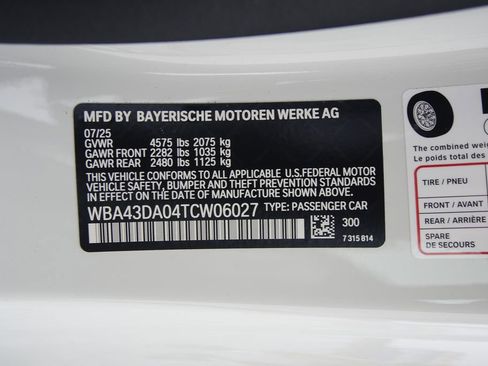 MFD BY BAYERISCHE MOTOREN WERKE AG
07/25
GVWR 4575 lbs 2075 kg
GAWR FRONT 2282 lbs 1035 kg
GAWR REAR 2480 lbs 1125 kg
THIS VEHICLE CONFORMS TO ALL APPLICABLE U.S.FEDERAL MOTOR
VEHICLE SAFETY, BUMPER AND THEFT PREVENTION STANDARDS
IN EFFECT ON THE DATE OF MANUFACTURE SHOWN ABOVE.
WBA43DA04TCW06027 TYPE: PASSENGER CAR
300
7 315 814
The combined weight
Le poids total des
TIRE / PNEU
FRONT / AVANT
REAR / ARRIÈRE
SPARE
DE SECOURS